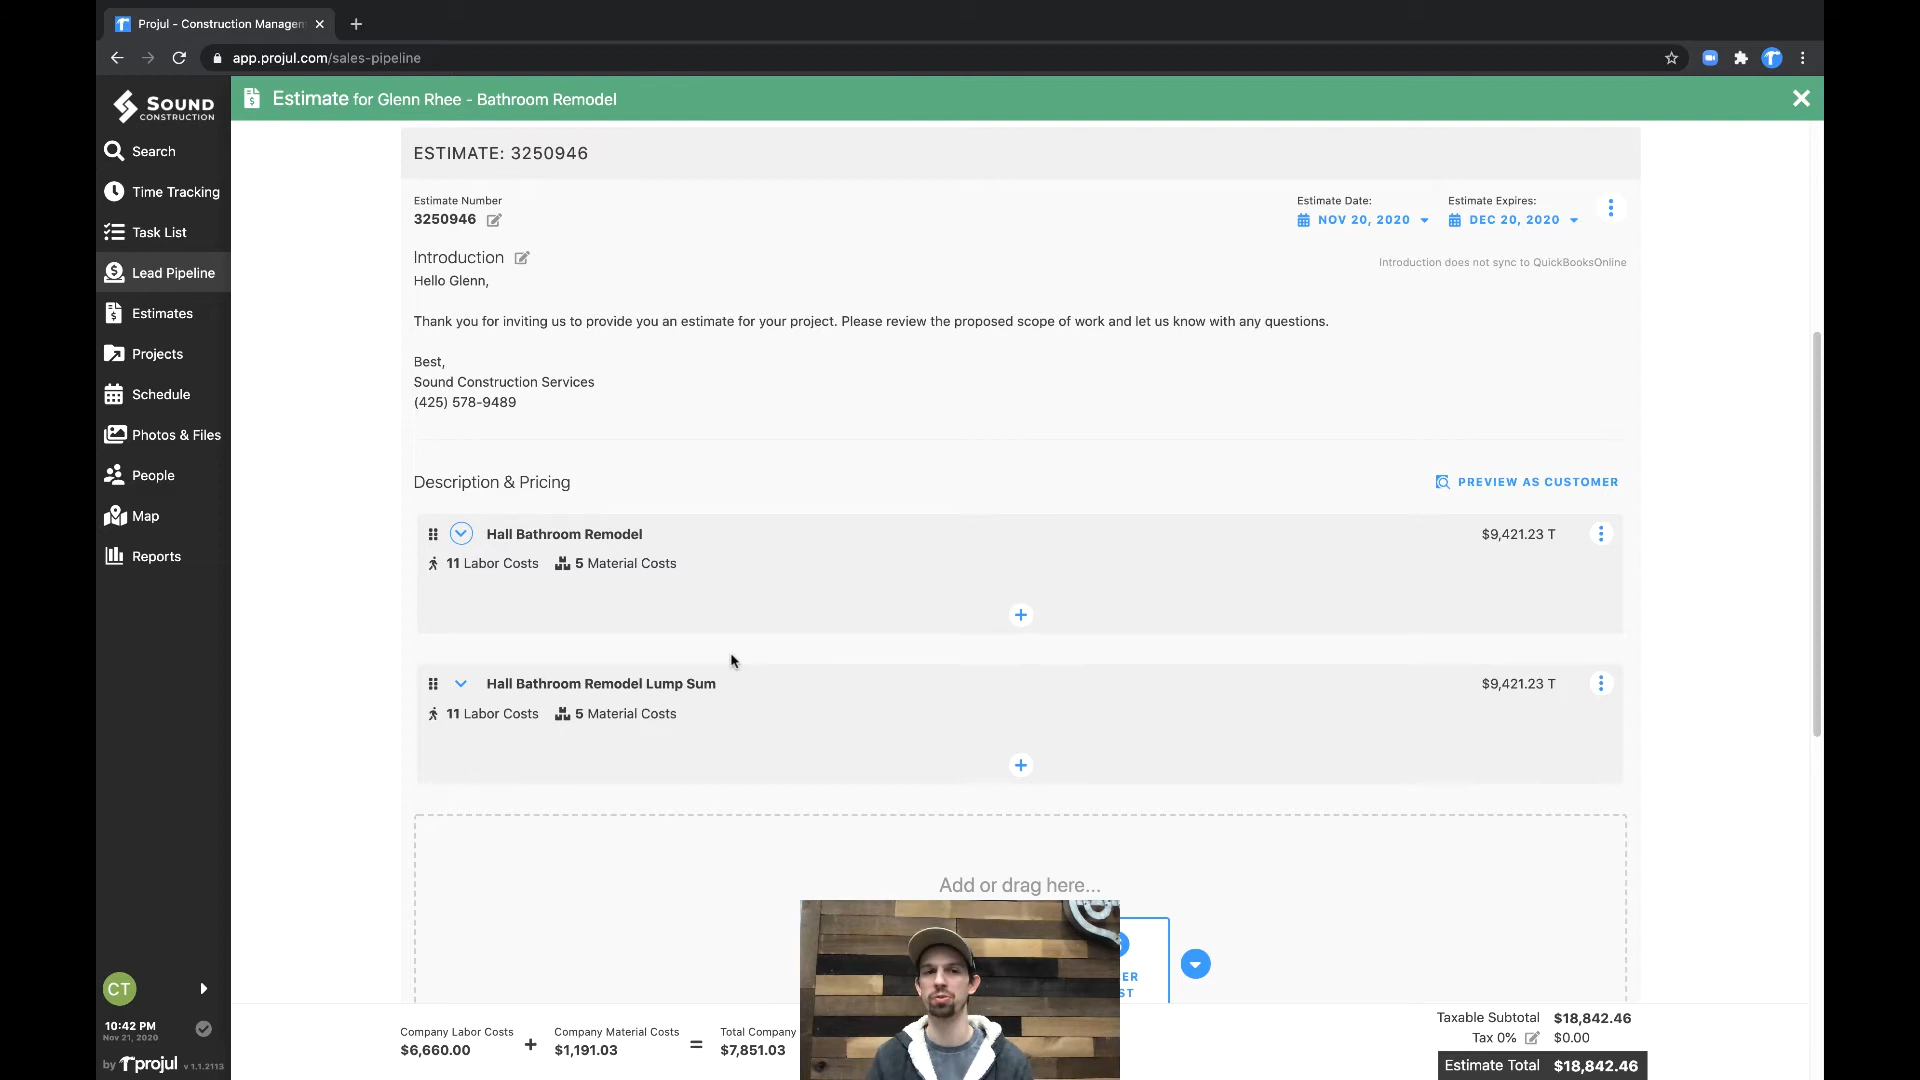 Projul - Construction Managem
app.projul.com/sales-pipeline
SOUND
CONSTRUCTION
Estimate for Glenn Rhee - Bathroom Remodel
Search
Time Tracking
Task List
Lead Pipeline
Estimates
Projects
Schedule
Photos & Files
People
Map
Reports
CT
10:42 PM
Nov 21, 2020
by projul v 1.1.2113
ESTIMATE: 3250946
Estimate Number
3250946
Estimate Date:
NOV 20, 2020
Estimate Expires:
DEC 20, 2020
Introduction
Introduction does not sync to QuickBooksOnline
Hello Glenn,
Thank you for inviting us to provide you an estimate for your project. Please review the proposed scope of work and let us know with any questions.
Best,
Sound Construction Services
(425) 578-9489
Description & Pricing
PREVIEW AS CUSTOMER
Hall Bathroom Remodel $9,421.23 T
11 Labor Costs 5 Material Costs
Hall Bathroom Remodel Lump Sum $9,421.23 T
11 Labor Costs 5 Material Costs
Add or drag here...
ER
ST
Company Labor Costs
$6,660.00
+
Company Material Costs
$1,191.03
=
Total Company
$7,851.03
Taxable Subtotal $18,842.46
Tax 0% $0.00
Estimate Total $18,842.46